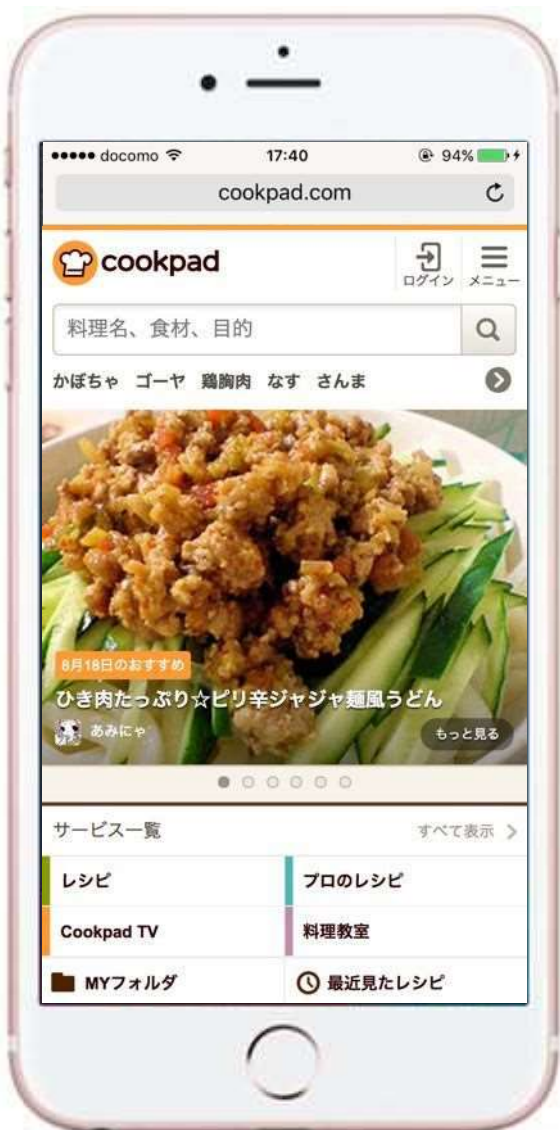 docomo 17:40 94%
cookpad.com
cookpad
ログイン メニュー
料理名、食材、目的
かぼちゃ ゴーヤ 鶏胸肉 なす さんま
8月18日のおすすめ
ひき肉たっぷり☆ピリ辛ジャジャ麺風うどん
あみにゃ
もっと見る
サービス一覧 すべて表示
レシピ プロのレシピ
Cookpad TV 料理教室
MYフォルダ 最近見たレシピ